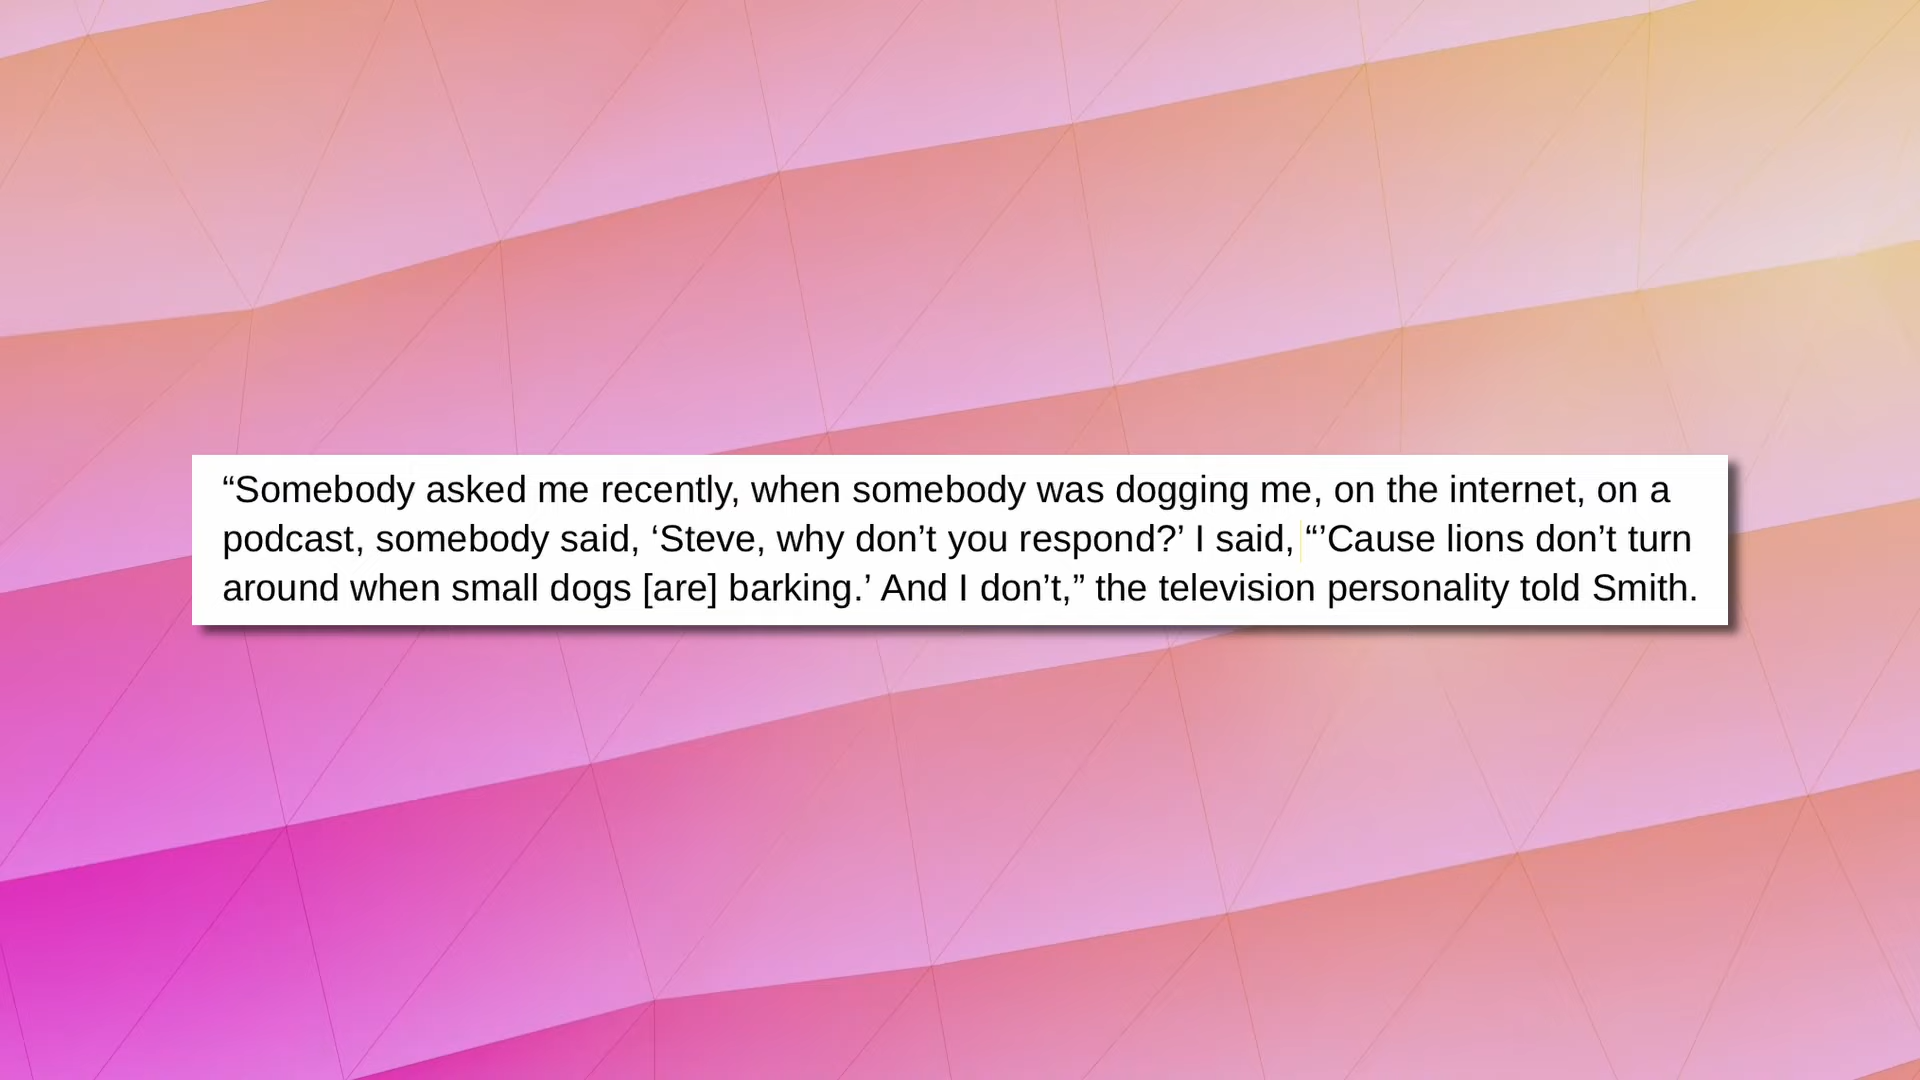 “Somebody asked me recently, when somebody was dogging me, on the internet, on a
podcast, somebody said, ‘Steve, why don’t you respond?’ I said, “’Cause lions don’t turn
around when small dogs [are] barking.’ And I don’t,” the television personality told Smith.